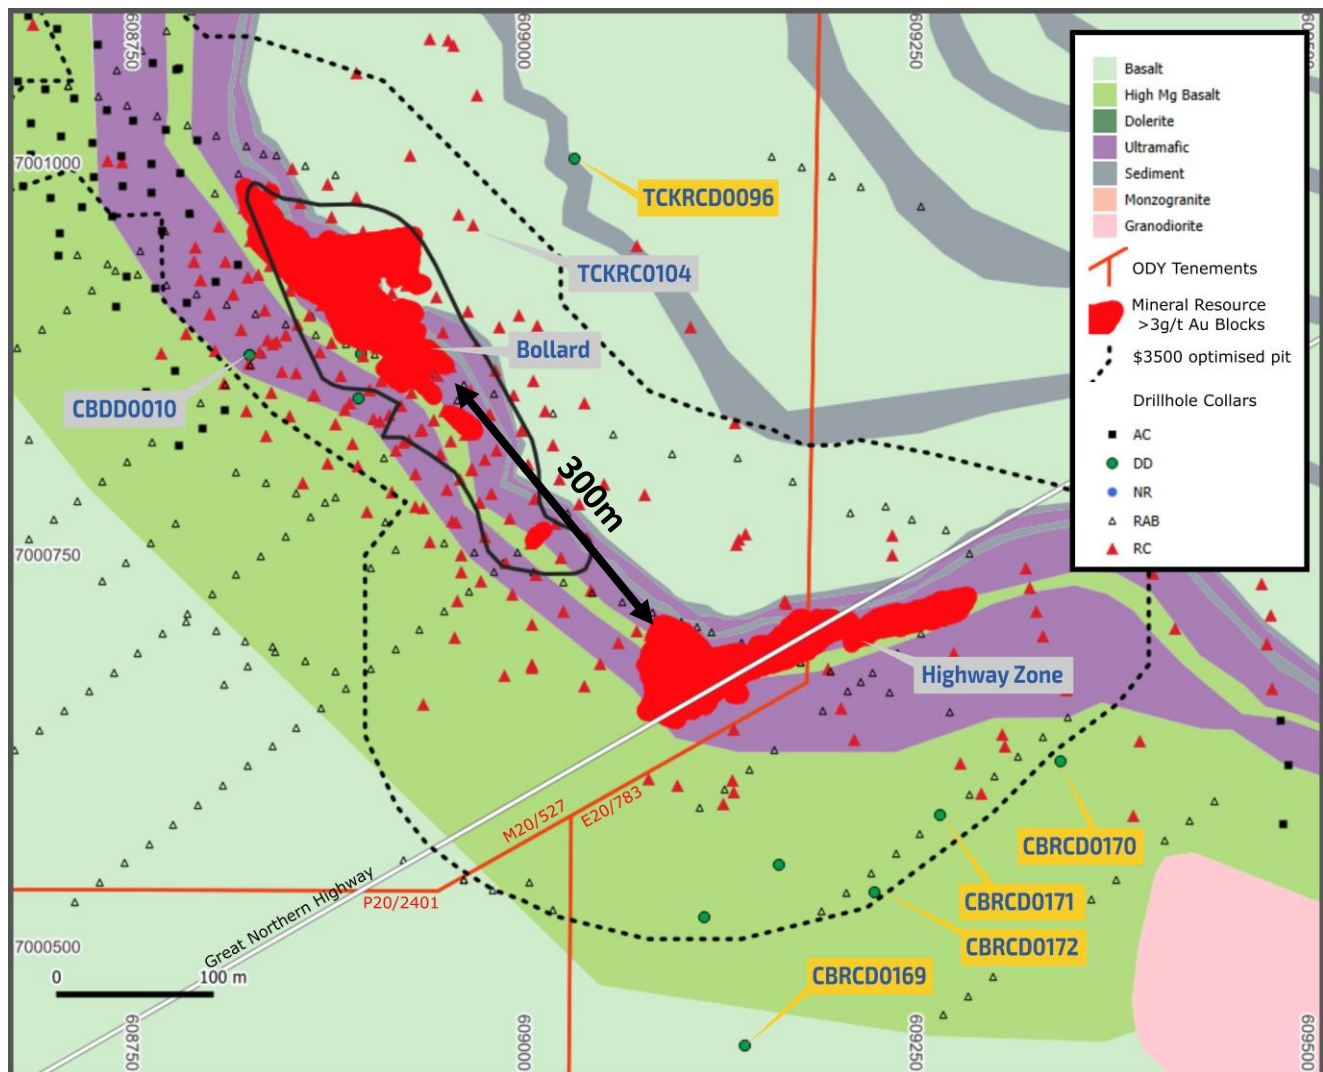 608750
609000
609250
609500
7001000
7000750
7000500
TCKRCD0096
TCKRC0104
Bollard
CBDD0010
300m
Highway Zone
CBRCD0170
CBRCD0171
CBRCD0172
CBRCD0169
M20/527
E20/783
P20/2401
Great Northern Highway
0
100 m
608750
609000
609250
609500
Basalt
High Mg Basalt
Dolerite
Ultramafic
Sediment
Monzogranite
Granodiorite
ODY Tenements
Mineral Resource
>3g/t Au Blocks
$3500 optimised pit
Drillhole Collars
AC
DD
NR
RAB
RC